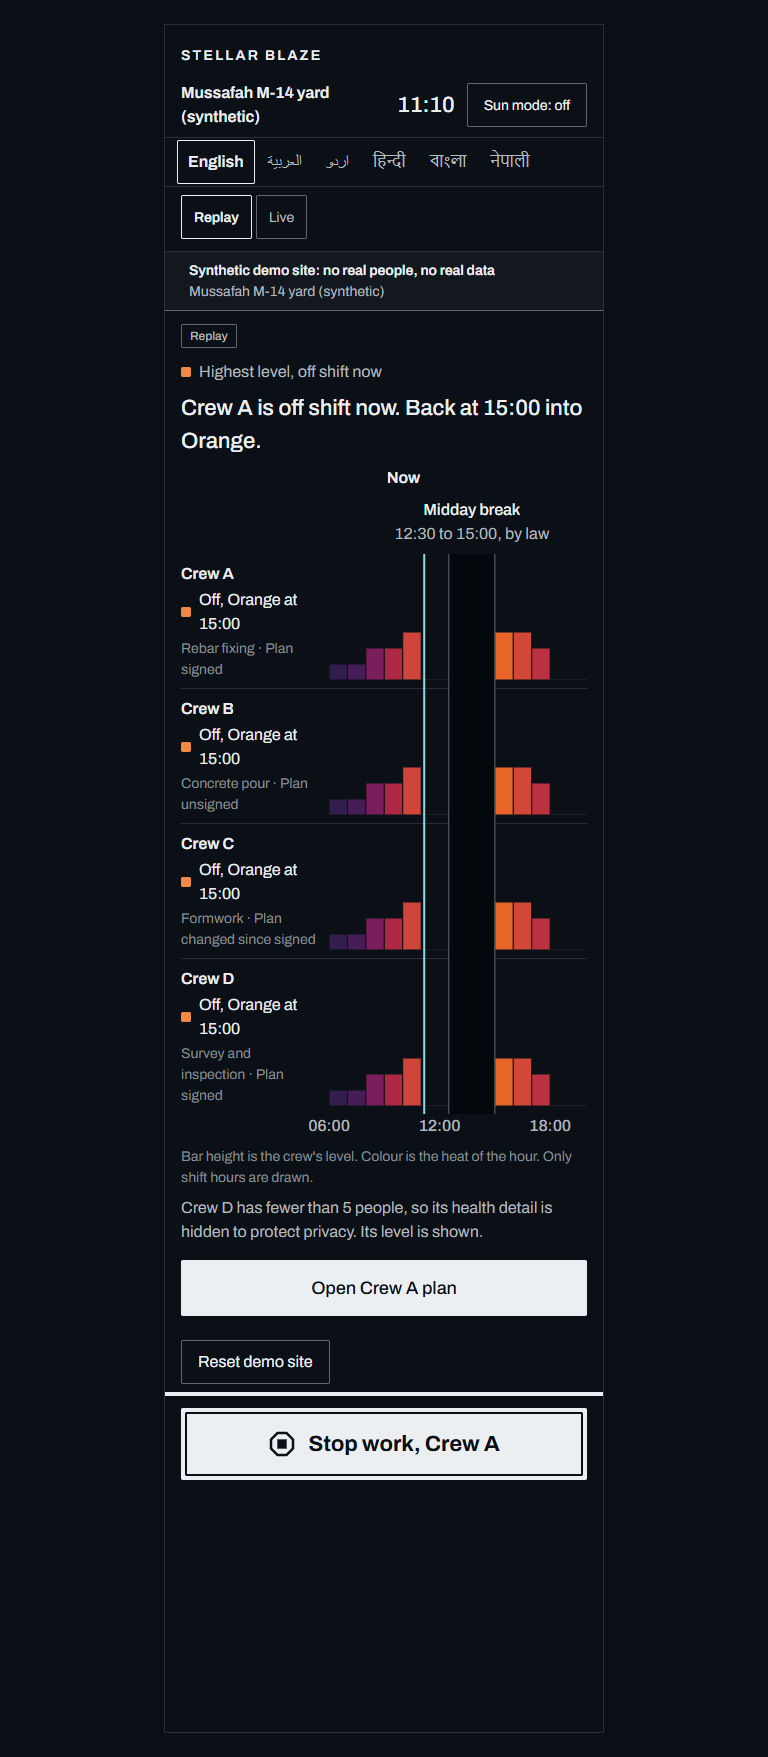 STELLAR BLAZE
Mussafah M-14 yard
(synthetic)
11:10
Sun mode: off
English العربية اردو हिन्दी বাংলা नेपाली
Replay Live
Synthetic demo site: no real people, no real data
Mussafah M-14 yard (synthetic)
Replay
Highest level, off shift now
Crew A is off shift now. Back at 15:00 into
Orange.
Now
Midday break
12:30 to 15:00, by law
Crew A
Off, Orange at
15:00
Rebar fixing · Plan
signed
Crew B
Off, Orange at
15:00
Concrete pour · Plan
unsigned
Crew C
Off, Orange at
15:00
Formwork · Plan
changed since signed
Crew D
Off, Orange at
15:00
Survey and
inspection · Plan
signed
06:00 12:00 18:00
Bar height is the crew's level. Colour is the heat of the hour. Only
shift hours are drawn.
Crew D has fewer than 5 people, so its health detail is
hidden to protect privacy. Its level is shown.
Open Crew A plan
Reset demo site
Stop work, Crew A